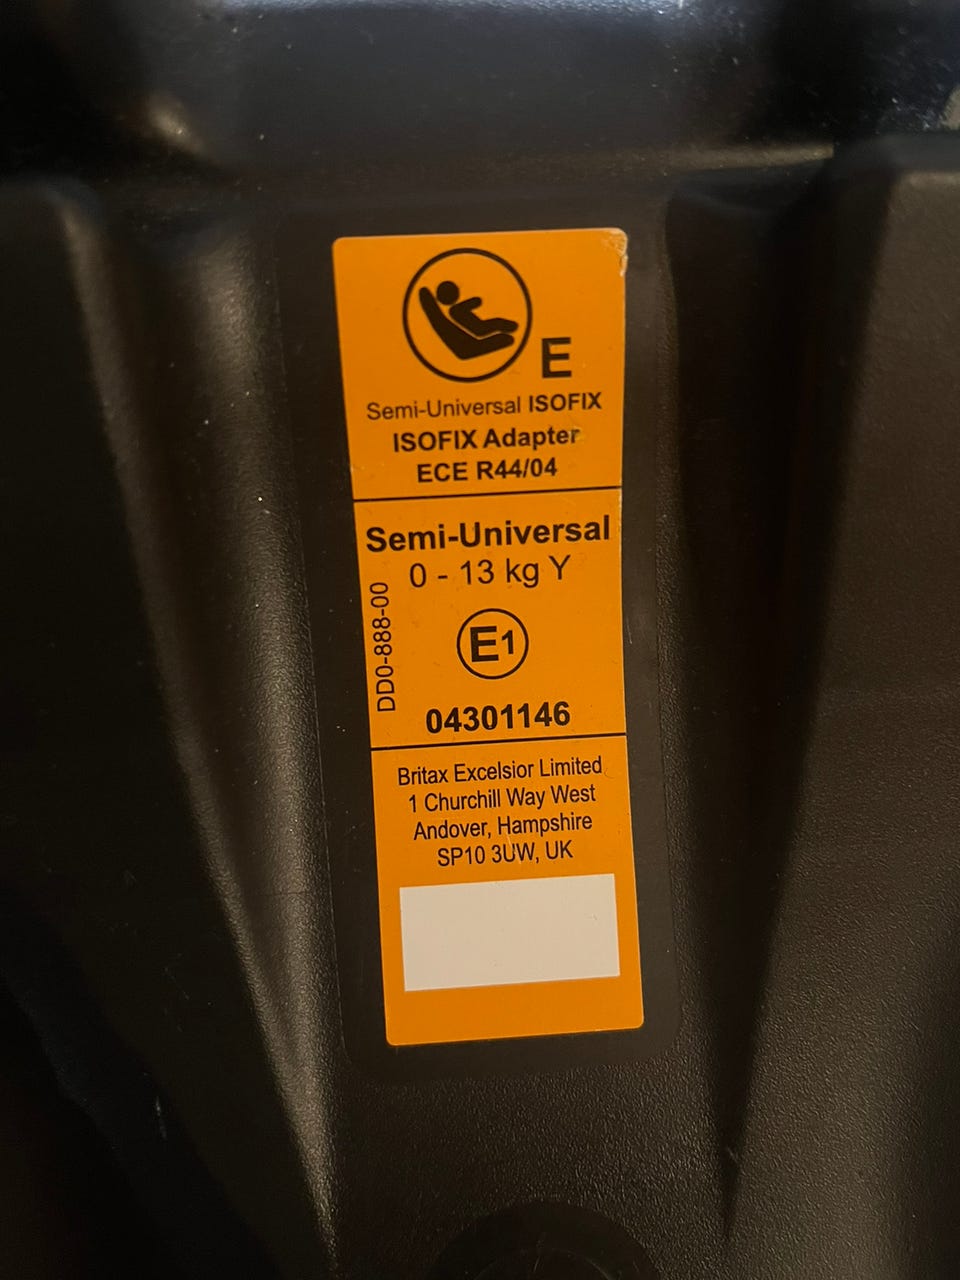 E
Semi-Universal ISOFIX
ISOFIX Adapter
ECE R44/04
Semi-Universal
0 - 13 kg Y
DD0-888-00
E1
04301146
Britax Excelsior Limited
1 Churchill Way West
Andover, Hampshire
SP10 3UW, UK